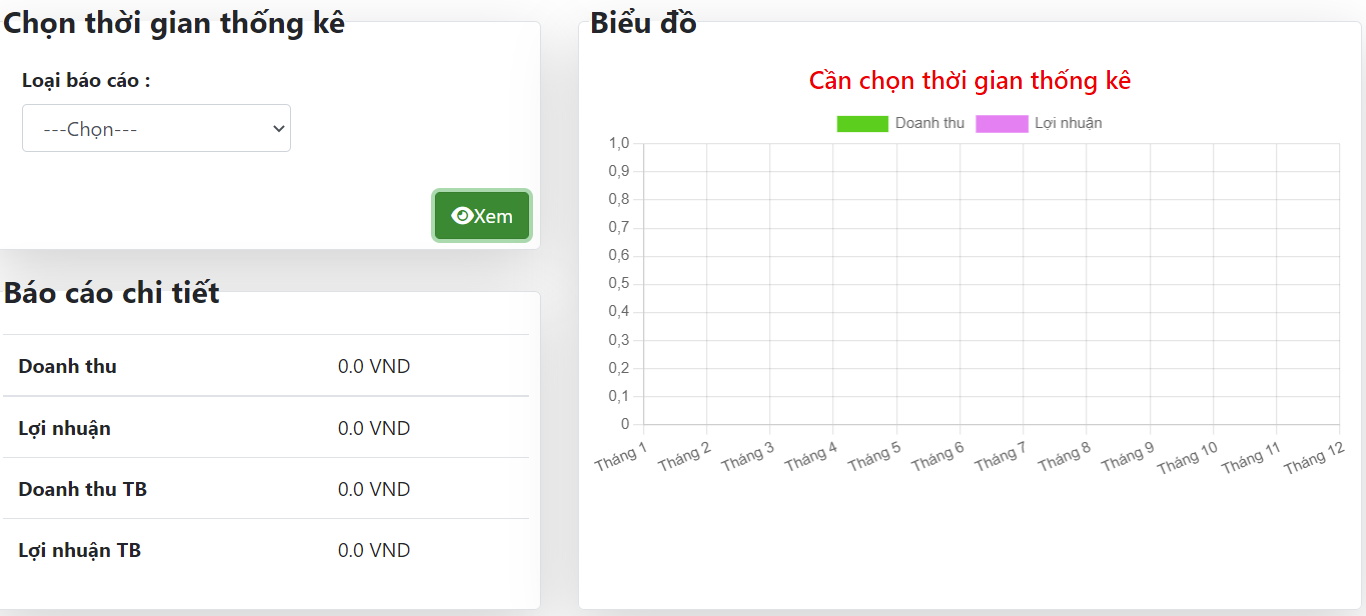 Chọn thời gian thống kê
Loại báo cáo :
---Chọn---
Xem
Báo cáo chi tiết
Doanh thu 0.0 VND
Lợi nhuận 0.0 VND
Doanh thu TB 0.0 VND
Lợi nhuận TB 0.0 VND
Biểu đồ
Cần chọn thời gian thống kê
Doanh thu Lợi nhuận
1,0
0,9
0,8
0,7
0,6
0,5
0,4
0,3
0,2
0,1
0
Tháng 1 Tháng 2 Tháng 3 Tháng 4 Tháng 5 Tháng 6 Tháng 7 Tháng 8 Tháng 9 Tháng 10 Tháng 11 Tháng 12